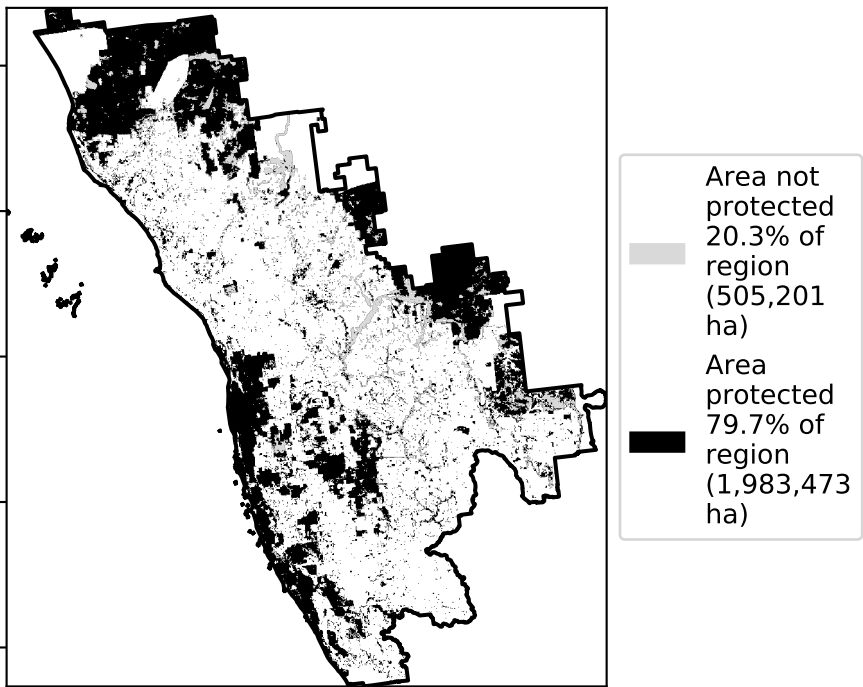 Area not
protected
20.3% of
region
(505,201
ha)
Area
protected
79.7% of
region
(1,983,473
ha)